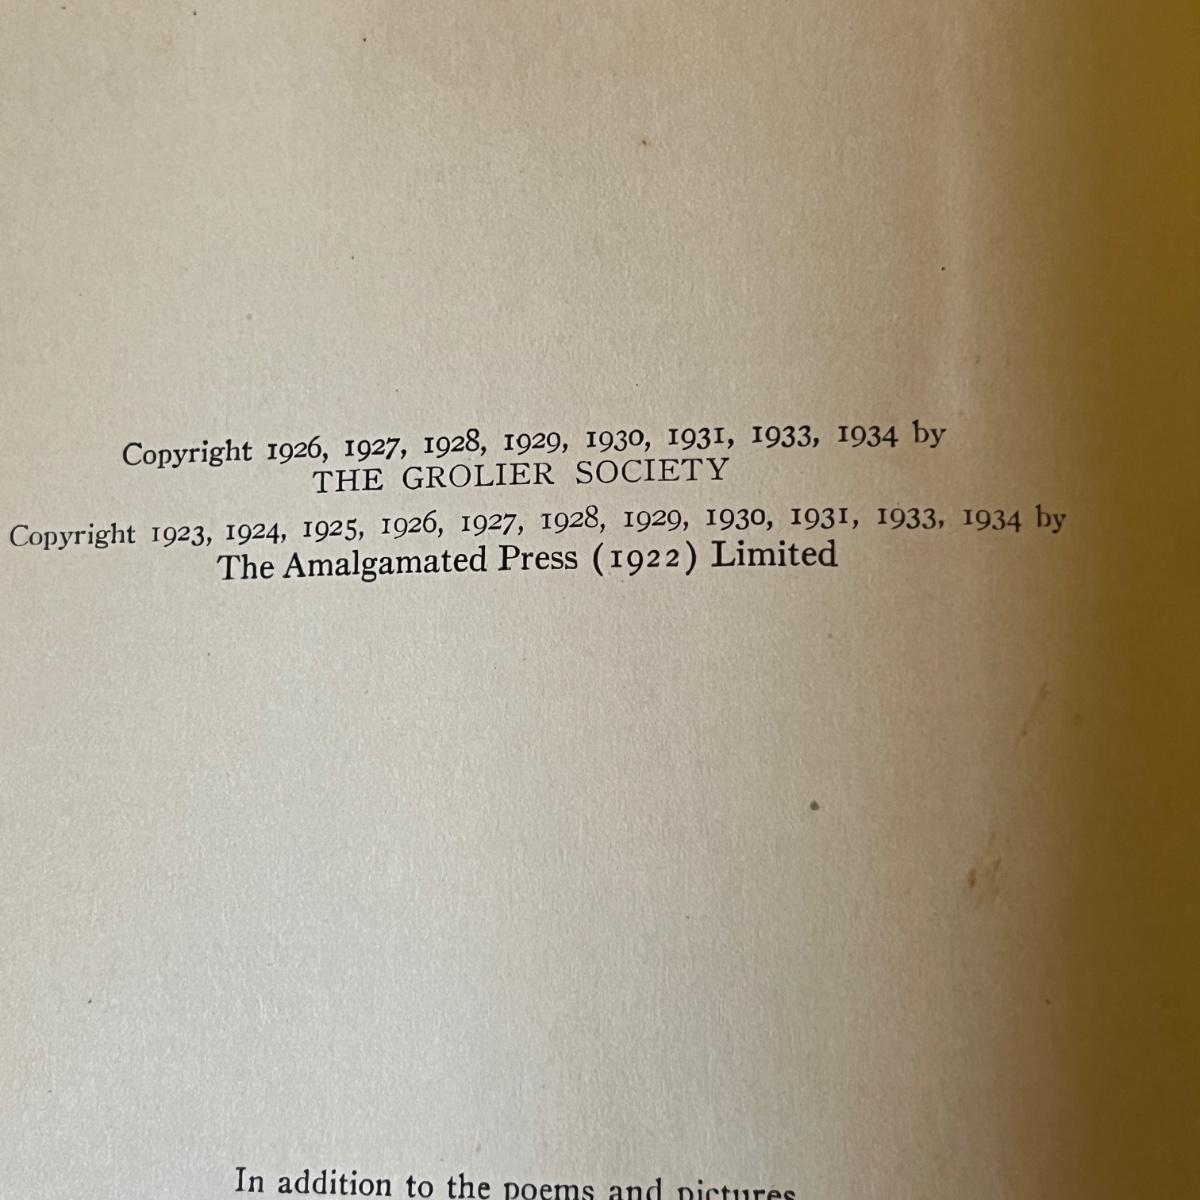 Copyright 1926, 1927, 1928, 1929, 1930, 1931, 1933, 1934 by
THE GROLIER SOCIETY
Copyright 1923, 1924, 1925, 1926, 1927, 1928, 1929, 1930, 1931, 1933, 1934 by
The Amalgamated Press (1922) Limited
In addition to the poems and pictures